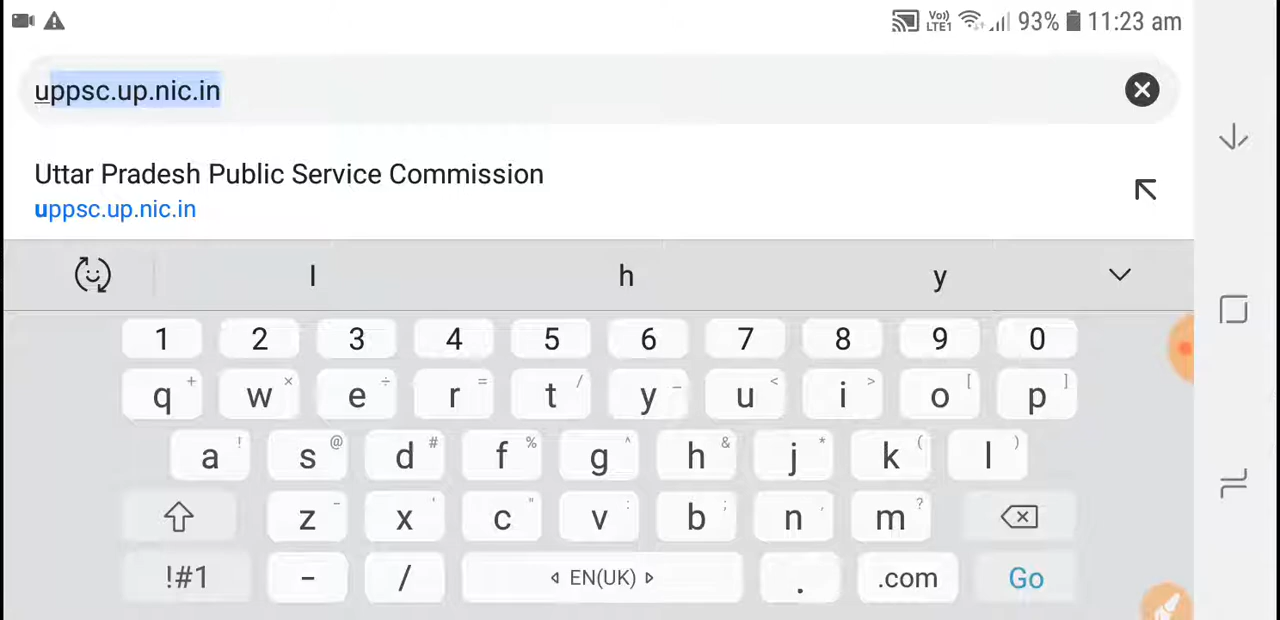 Vo)) LTE1 93% 11:23 am
uppsc.up.nic.in
Uttar Pradesh Public Service Commission
uppsc.up.nic.in
l h y
1 2 3 4 5 6 7 8 9 0
q + w × e ÷ r = t / y _ u < i > o [ p ]
a ! s @ d # f % g ^ h & j * k ( l )
z - x ' c " v : b ; n , m ?
!#1 - / EN(UK) . .com Go